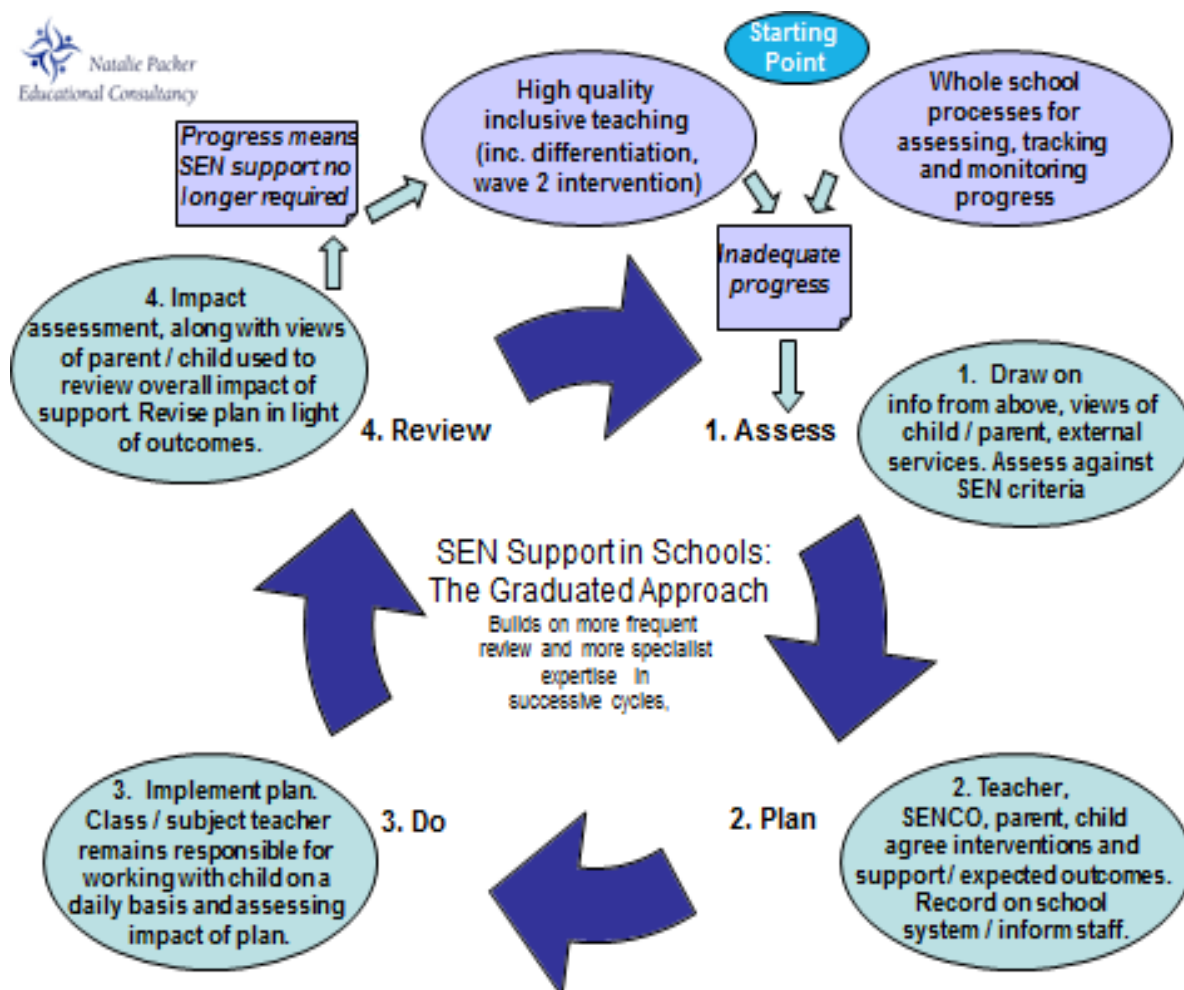 Natalie Packer
Educational Consultancy
Starting
Point
High quality
inclusive teaching
(inc. differentiation,
wave 2 intervention)
Whole school
processes for
assessing, tracking
and monitoring
progress
Progress means
SEN support no
longer required
Inadequate
progress
4. Impact
assessment, along with views
of parent / child used to
review overall impact of
support. Revise plan in light
of outcomes.
4. Review
1. Assess
1. Draw on
info from above, views of
child / parent, external
services. Assess against
SEN criteria
SEN Support in Schools:
The Graduated Approach
Builds on more frequent
review and more specialist
expertise in
successive cycles,
3. Implement plan.
Class / subject teacher
remains responsible for
working with child on a
daily basis and assessing
impact of plan.
3. Do
2. Plan
2. Teacher,
SENCO, parent, child
agree interventions and
support / expected outcomes.
Record on school
system / inform staff.